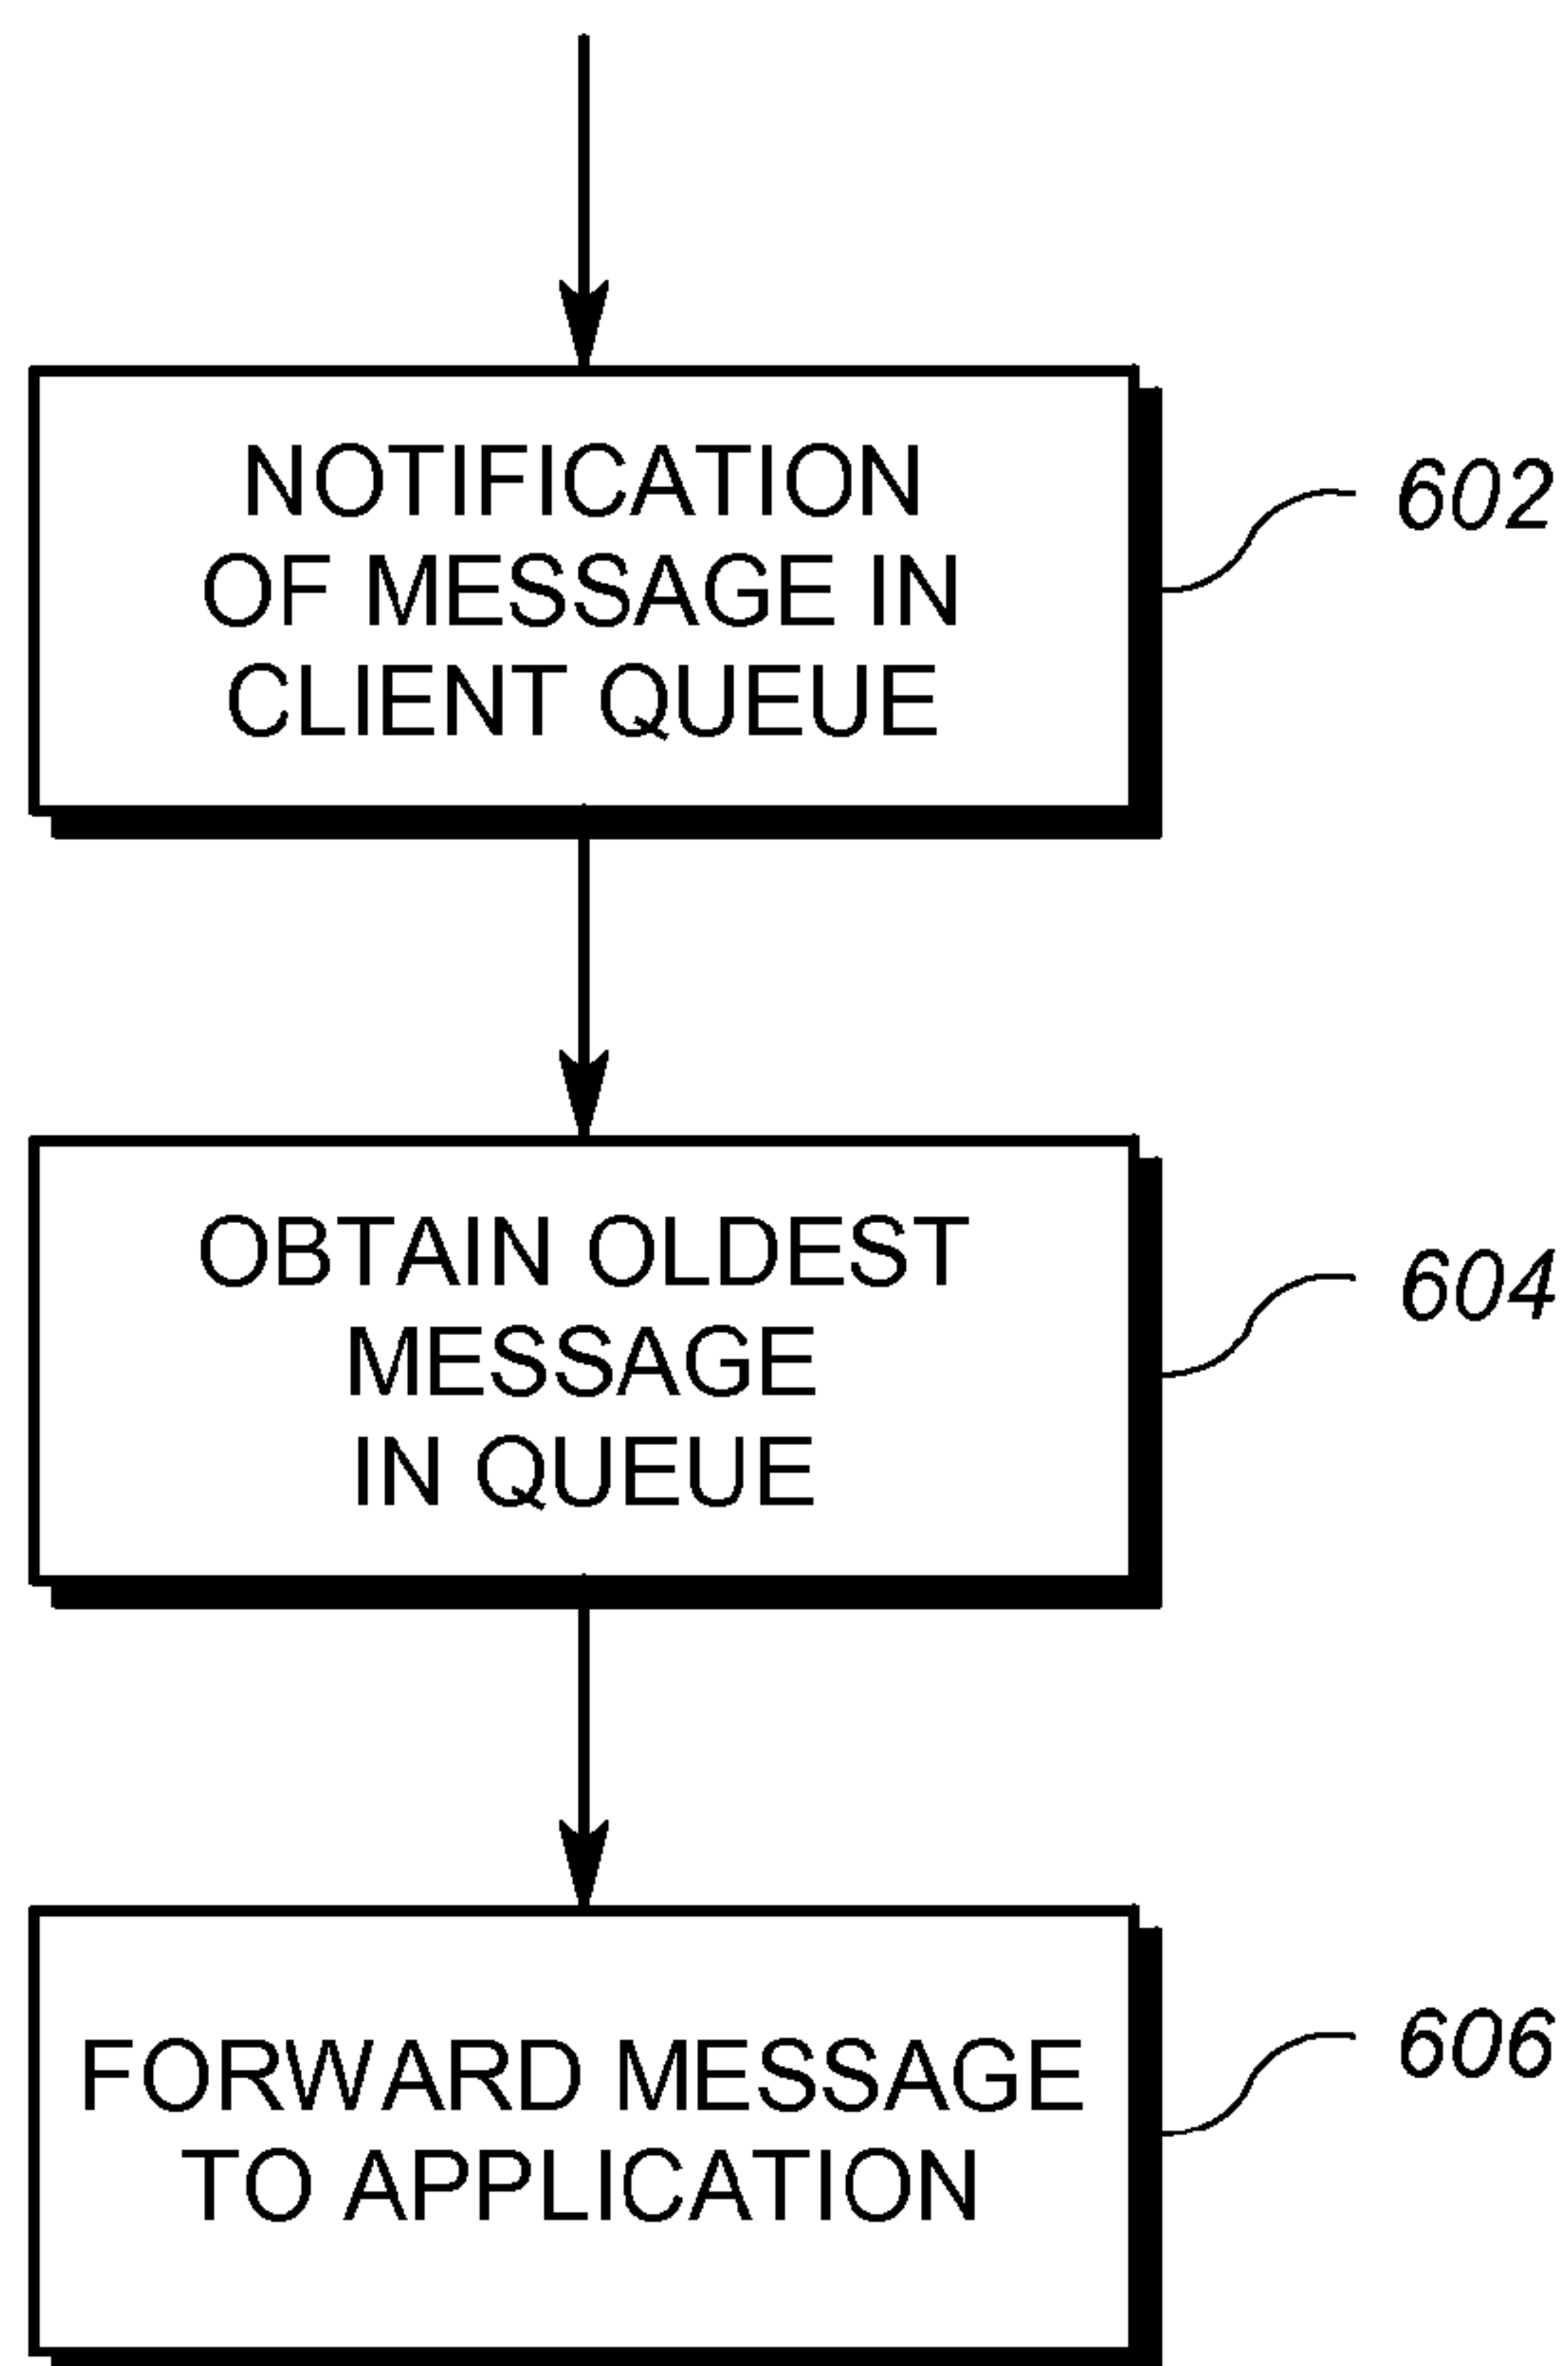 NOTIFICATION
OF MESSAGE IN
CLIENT QUEUE
602
OBTAIN OLDEST
MESSAGE
IN QUEUE
604
FORWARD MESSAGE
TO APPLICATION
606